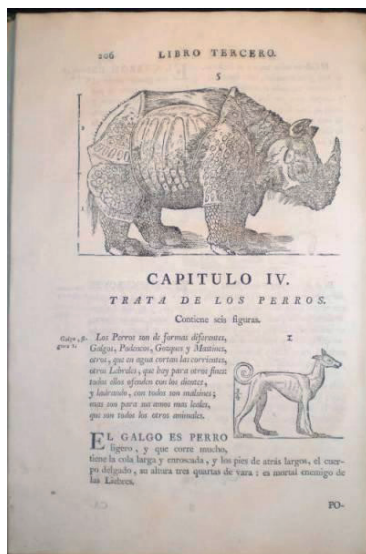 206 LIBRO TERCERO.
S
CAPITULO IV.
TRATA DE LOS PERROS.
Contiene seis figuras.
Galgo, fi-
gura 1.
Los Perros son de formas diferentes,
Galgos, Podencos, Gozques y Mastines,
otros, que en agua cortan las corrientes,
otros Lebreles, que hay para otros fines:
todos ellos ofenden con los dientes,
y ladrando, con todos son malsines;
mas son para sus amos mas leales,
que son todos los otros animales.
1
EL GALGO ES PERRO
ligero, y que corre mucho,
tiene la cola larga y enroscada, y los pies de atrás largos, el cuer-
po delgado, su altura tres quartas de vara: es mortal enemigo de
las Liebres.
PO-